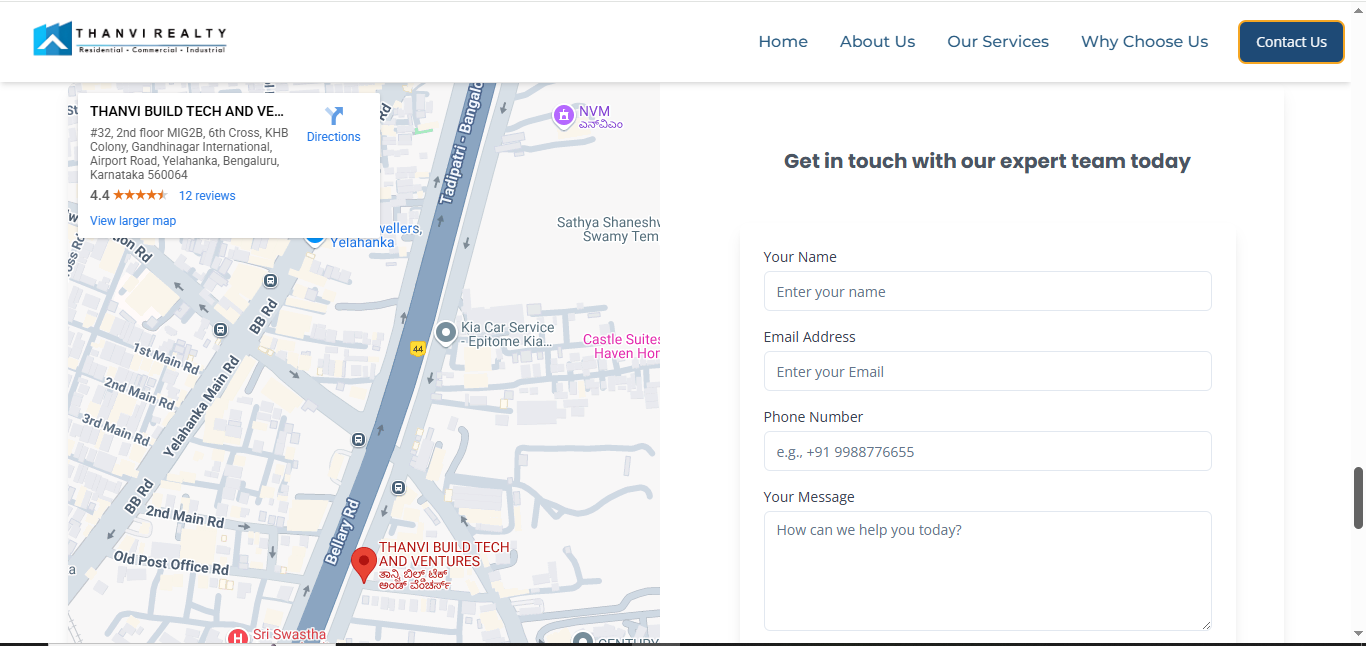 THANVI REALTY
Residential • Commercial • Industrial
Home
About Us
Our Services
Why Choose Us
Contact Us
THANVI BUILD TECH AND VE...
Directions
#32, 2nd floor MIG2B, 6th Cross, KHB
Colony, Gandhinagar International,
Airport Road, Yelahanka, Bengaluru,
Karnataka 560064
4.4
12 reviews
View larger map
Rd
Tadipatri - Bangalo
NVM
ಎನ್‌ವಿಎಂ
wellers,
Yelahanka
Sathya Shaneshw
Swamy Tem
Rd
BB Rd
Kia Car Service
- Epitome Kia...
44
Castle Suites
Haven Hom
1st Main Rd
2nd Main Rd
3rd Main Rd
Yelahanka Main Rd
BB Rd
2nd Main Rd
Old Post Office Rd
Bellary Rd
THANVI BUILD TECH
AND VENTURES
ತಾನ್ವಿ ಬಿಲ್ಡ್ ಟೆಕ್
ಅಂಡ್ ವೆಂಚರ್ಸ್
Sri Swastha
CENTURY
Get in touch with our expert team today
Your Name
Enter your name
Email Address
Enter your Email
Phone Number
e.g., +91 9988776655
Your Message
How can we help you today?